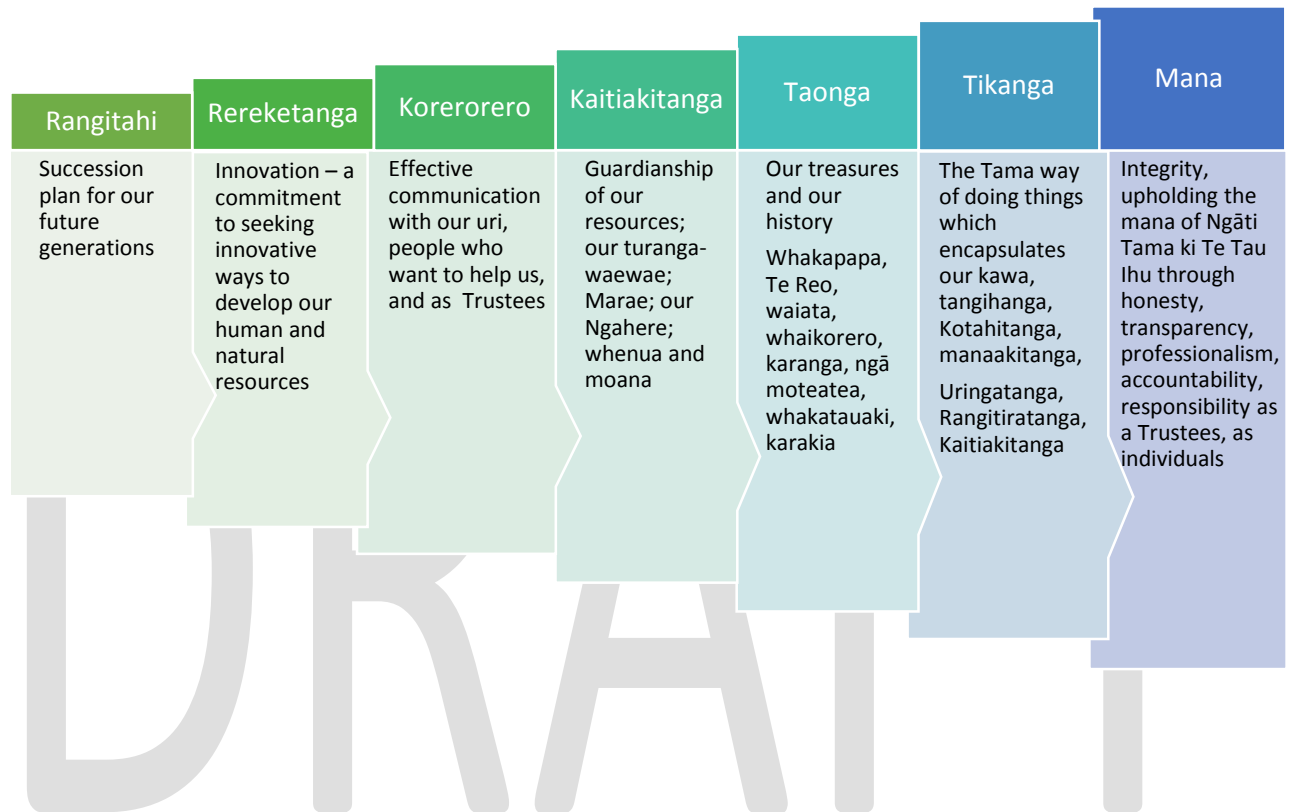 Rangitahi
Succession
plan for our
future
generations
Rereketanga
Innovation – a
commitment
to seeking
innovative
ways to
develop our
human and
natural
resources
Korerorero
Effective
communication
with our uri,
people who
want to help us,
and as Trustees
Kaitiakitanga
Guardianship
of our
resources;
our turanga-
waewae;
Marae; our
Ngahere;
whenua and
moana
Taonga
Our treasures
and our
history
Whakapapa,
Te Reo,
waiata,
whaikorero,
karanga, ngā
moteatea,
whakatauaki,
karakia
Tikanga
The Tama way
of doing things
which
encapsulates
our kawa,
tangihanga,
Kotahitanga,
manaakitanga,
Uringatanga,
Rangitiratanga,
Kaitiakitanga
Mana
Integrity,
upholding the
mana of Ngāti
Tama ki Te Tau
Ihu through
honesty,
transparency,
professionalism,
accountability,
responsibility as
a Trustees, as
individuals
DRAFT